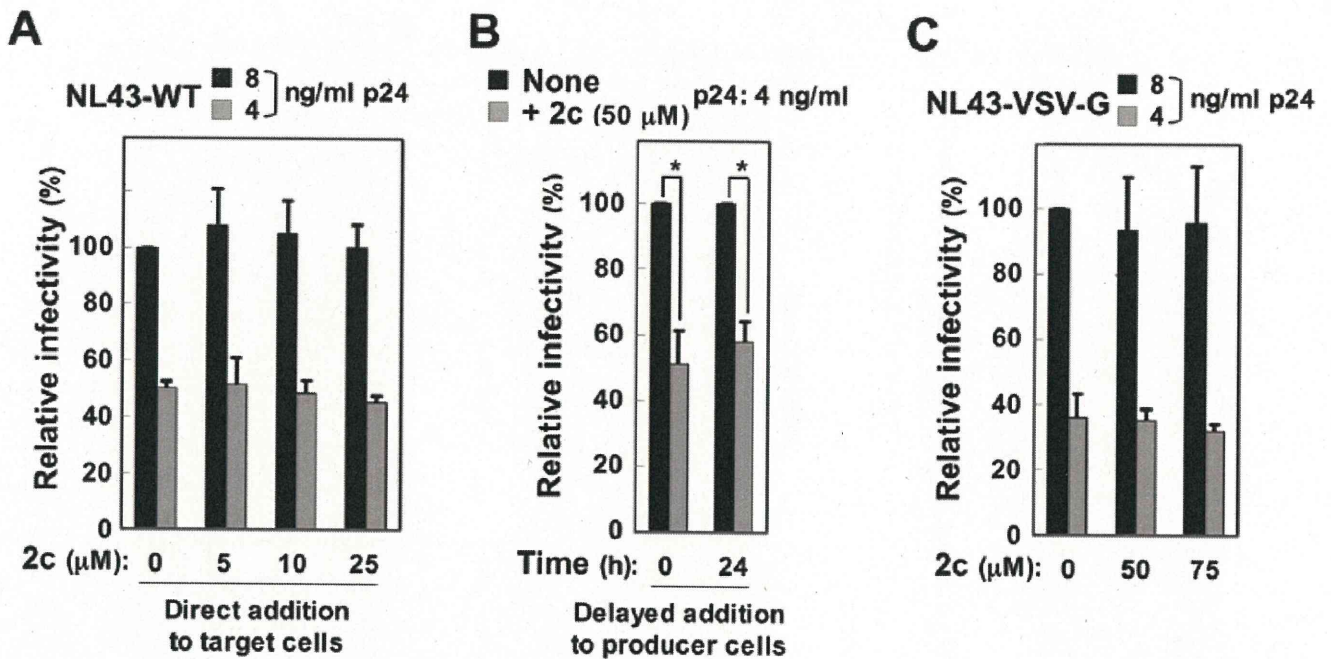 A
NL43-WT
8
4
ng/ml p24
Relative infectivity (%)
100
80
60
40
20
0
2c (μM): 0 5 10 25
Direct addition
to target cells
B
None
+ 2c (50 μM)
p24: 4 ng/ml
Relative infectivity (%)
* *
100
80
60
40
20
0
Time (h): 0 24
Delayed addition
to producer cells
C
NL43-VSV-G
8
4
ng/ml p24
Relative infectivity (%)
100
80
60
40
20
0
2c (μM): 0 50 75